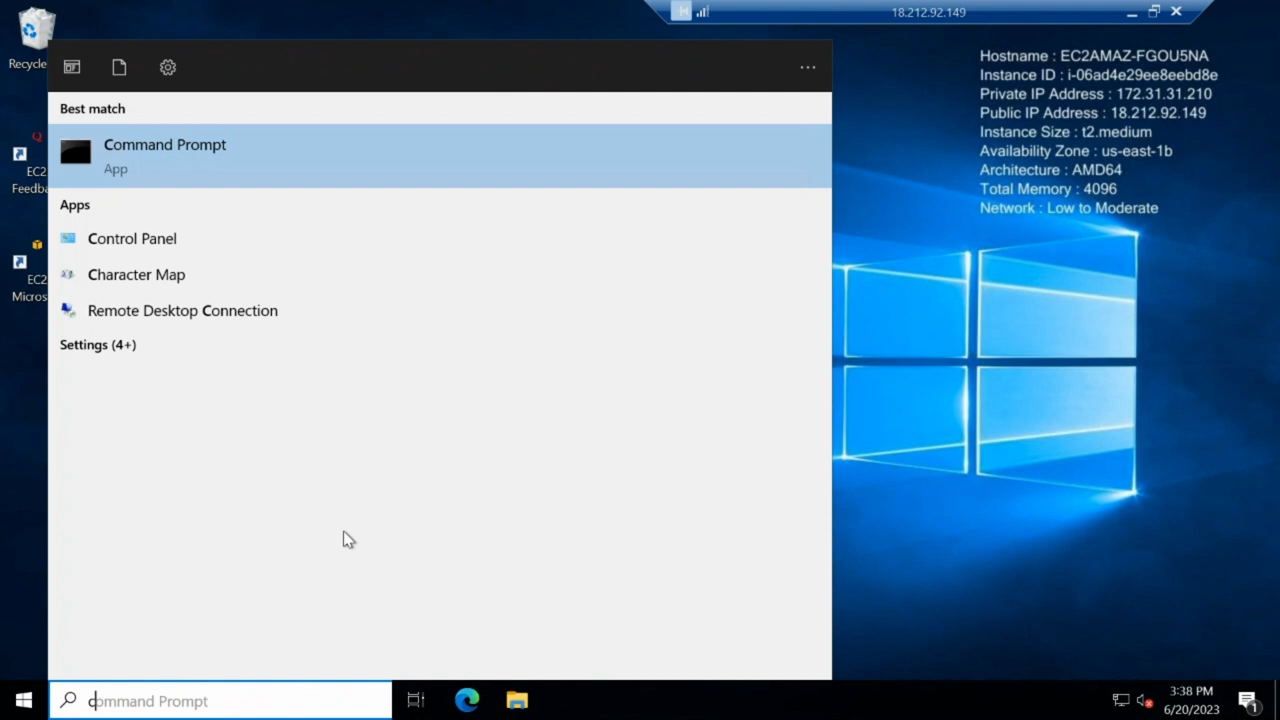 18.212.92.149
Recycle
Hostname : EC2AMAZ-FGOU5NA
Instance ID : i-06ad4e29ee8eebd8e
Private IP Address : 172.31.31.210
Public IP Address : 18.212.92.149
Instance Size : t2.medium
Availability Zone : us-east-1b
Architecture : AMD64
Total Memory : 4096
Network : Low to Moderate
EC2
Feedba
EC2
Micros
Best match
Command Prompt
App
Apps
Control Panel
Character Map
Remote Desktop Connection
Settings (4+)
command Prompt
3:38 PM
6/20/2023
1